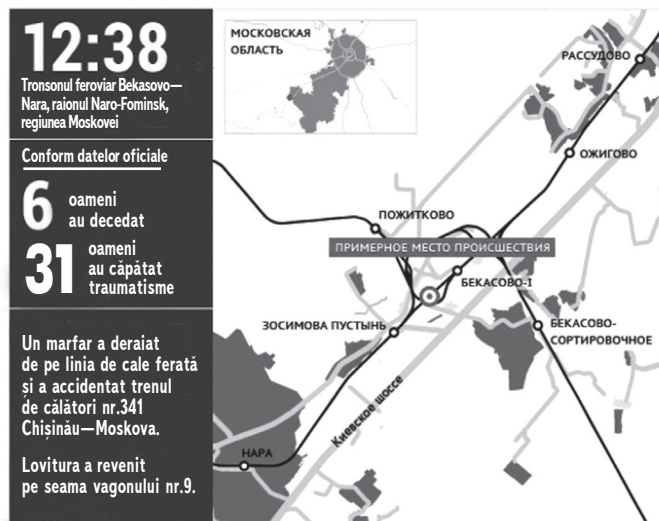 12:38
Tronsonul feroviar Bekasovo—
Nara, raionul Naro-Fominsk,
regiunea Moskovei
Conform datelor oficiale
6 oameni
au decedat
31 oameni
au căpătat
traumatisme
Un marfar a deraiat
de pe linia de cale ferată
și a accidentat trenul
de călători nr.341
Chișinău—Moskova.
Lovitura a revenit
pe seama vagonului nr.9.
МОСКОВСКАЯ
ОБЛАСТЬ
РАССУДОВО
ОЖИГОВО
ПОЖИТКОВО
ПРИМЕРНОЕ МЕСТО ПРОИСШЕСТВИЯ
БЕКАСОВО-I
ЗОСИМОВА ПУСТЫНЬ
БЕКАСОВО-
СОРТИРОВОЧНОЕ
Киевское шоссе
НАРА